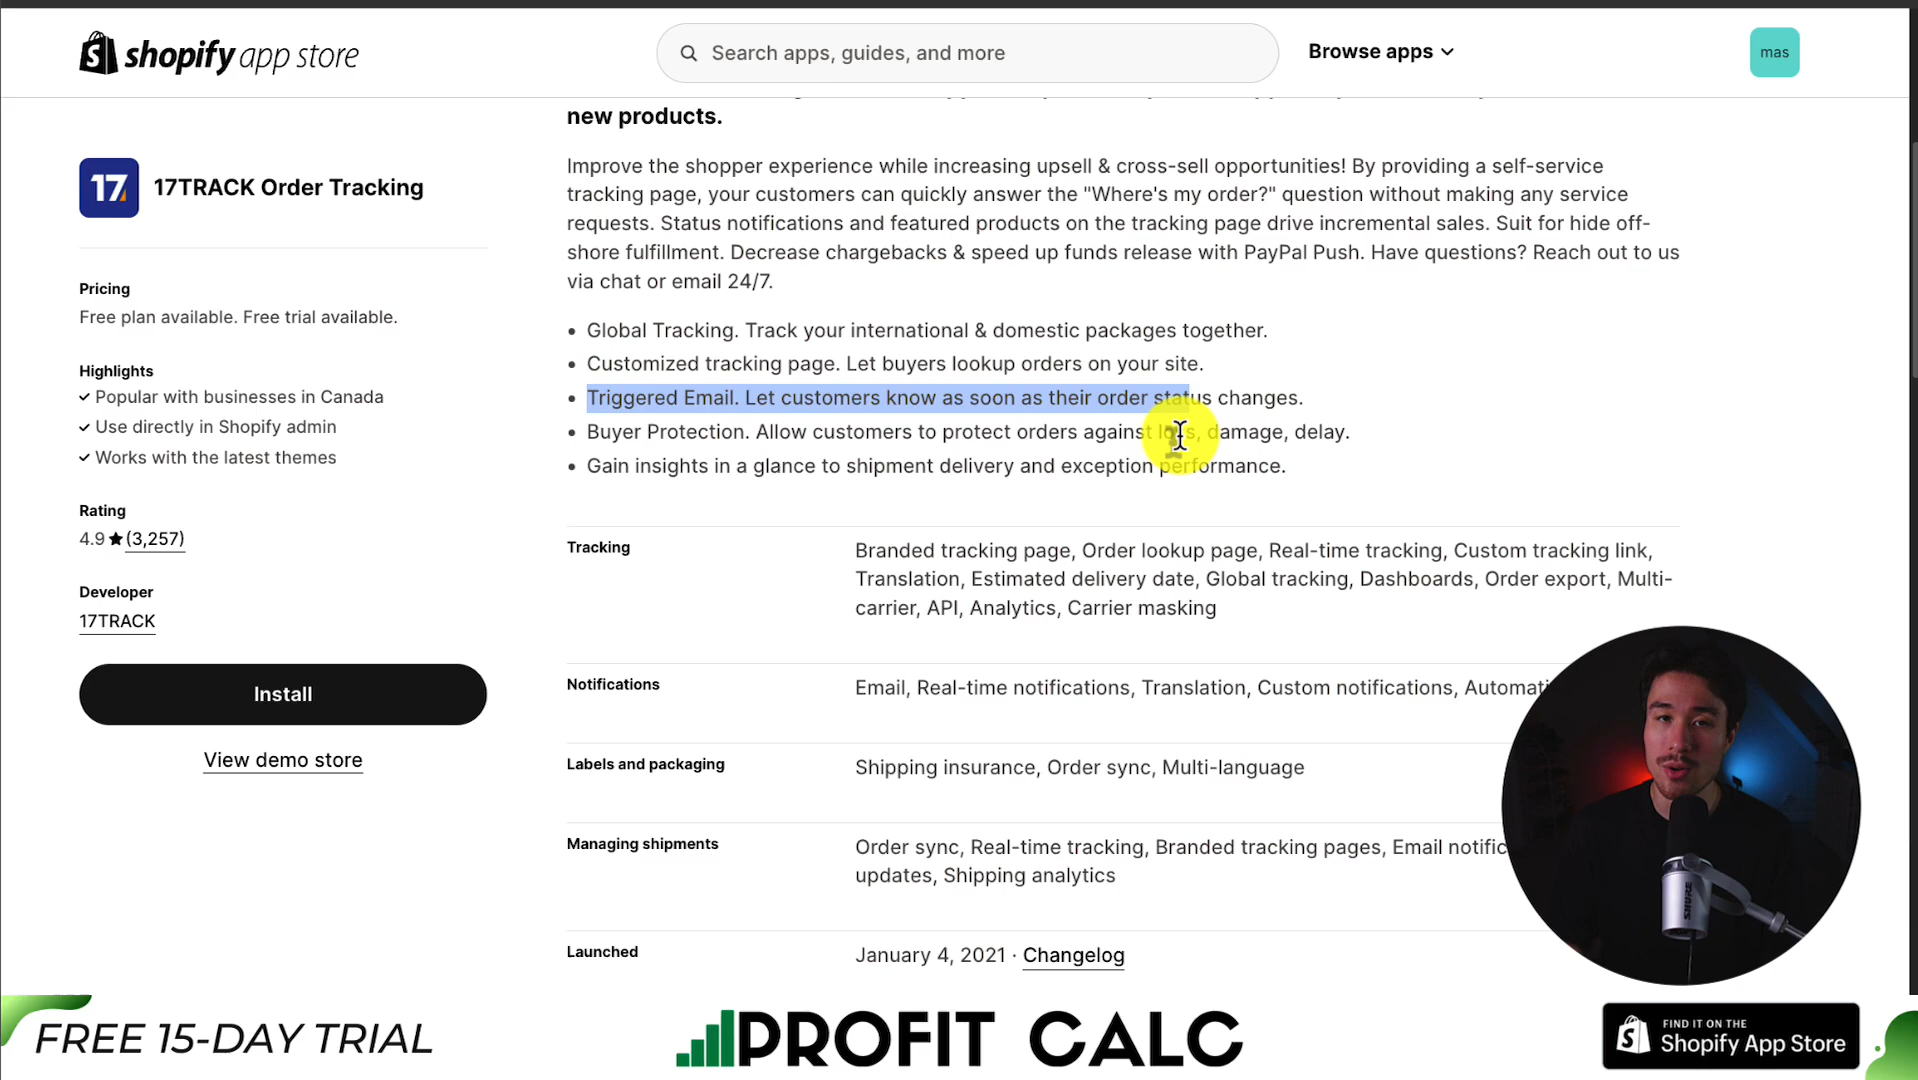 shopify app store
Search apps, guides, and more
Browse apps
mas
new products.
17
17TRACK Order Tracking
Improve the shopper experience while increasing upsell & cross-sell opportunities! By providing a self-service
tracking page, your customers can quickly answer the "Where's my order?" question without making any service
requests. Status notifications and featured products on the tracking page drive incremental sales. Suit for hide off-
shore fulfillment. Decrease chargebacks & speed up funds release with PayPal Push. Have questions? Reach out to us
via chat or email 24/7.
Pricing
Free plan available. Free trial available.
Highlights
Popular with businesses in Canada
Use directly in Shopify admin
Works with the latest themes
Rating
4.9 ★ (3,257)
Developer
17TRACK
Install
View demo store
• Global Tracking. Track your international & domestic packages together.
• Customized tracking page. Let buyers lookup orders on your site.
• Triggered Email. Let customers know as soon as their order status changes.
• Buyer Protection. Allow customers to protect orders against loss, damage, delay.
• Gain insights in a glance to shipment delivery and exception performance.
Tracking
Branded tracking page, Order lookup page, Real-time tracking, Custom tracking link,
Translation, Estimated delivery date, Global tracking, Dashboards, Order export, Multi-
carrier, API, Analytics, Carrier masking
Notifications
Email, Real-time notifications, Translation, Custom notifications,
Labels and packaging
Shipping insurance, Order sync, Multi-language
Managing shipments
Order sync, Real-time tracking, Branded tracking pages, Email
updates, Shipping analytics
Launched
January 4, 2021 · Changelog
SHURE
FREE 15-DAY TRIAL
PROFIT CALC
FIND IT ON THE
Shopify App Store